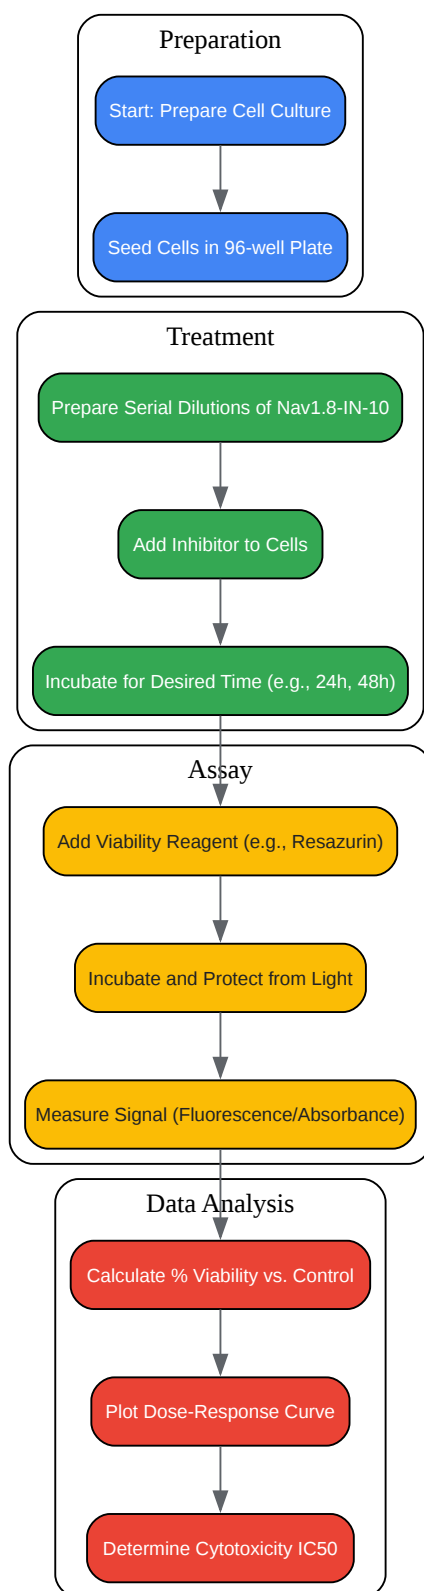 Preparation
Start: Prepare Cell Culture
Seed Cells in 96-well Plate
Treatment
Prepare Serial Dilutions of Nav1.8-IN-10
Add Inhibitor to Cells
Incubate for Desired Time (e.g., 24h, 48h)
Assay
Add Viability Reagent (e.g., Resazurin)
Incubate and Protect from Light
Measure Signal (Fluorescence/Absorbance)
Data Analysis
Calculate % Viability vs. Control
Plot Dose-Response Curve
Determine Cytotoxicity IC50